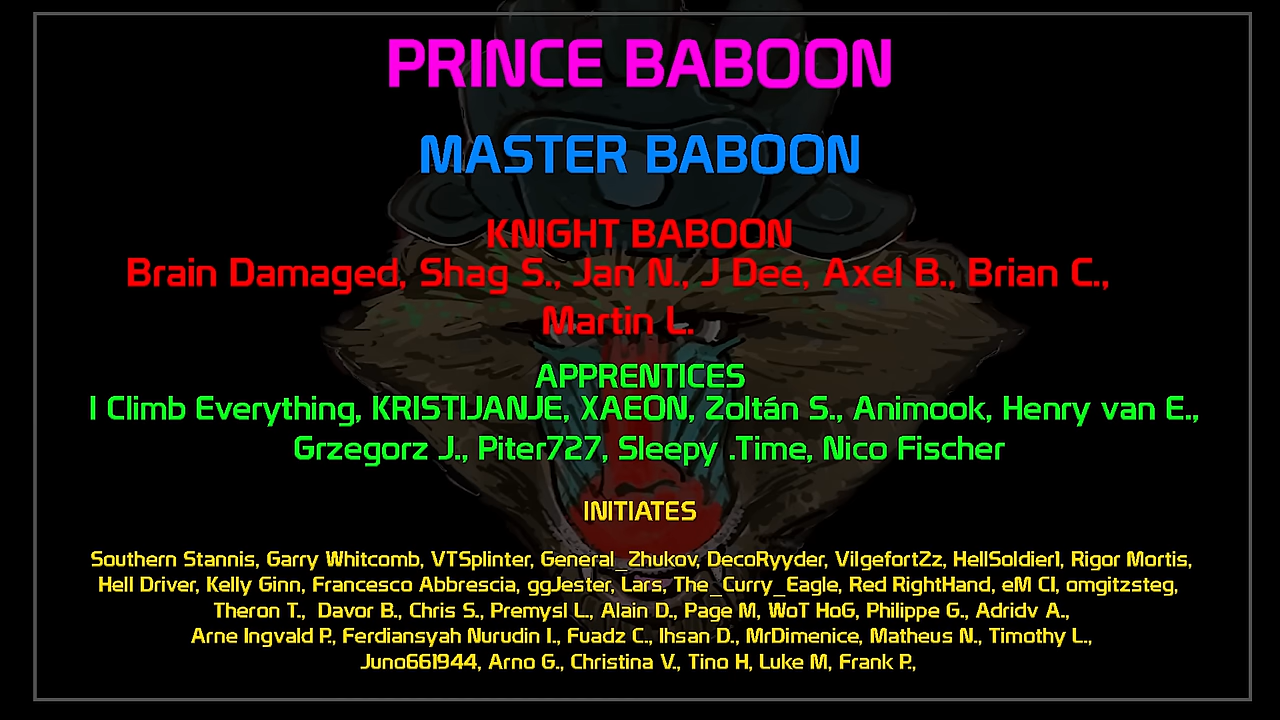 PRINCE BABOON
MASTER BABOON
KNIGHT BABOON
Brain Damaged, Shag S., Jan N., J Dee, Axel B., Brian C.,
Martin L.
APPRENTICES
I Climb Everything, KRISTIJANJE, XAEON, Zoltán S., Animook, Henry van E.,
Grzegorz J., Piter727, Sleepy .Time, Nico Fischer
INITIATES
Southern Stannis, Garry Whitcomb, VTSplinter, General_Zhukov, DecoRyyder, VilgefortZz, HellSoldier1, Rigor Mortis,
Hell Driver, Kelly Ginn, Francesco Abbrescia, ggJester, Lars, The_Curry_Eagle, Red RightHand, eM CI, omgitzsteg,
Theron T., Davor B., Chris S., Premysl L., Alain D., Page M, WoT HoG, Philippe G., Adridv A.,
Arne Ingvald P., Ferdiansyah Nurudin I., Fuadz C., Ihsan D., MrDimenice, Matheus N., Timothy L.,
Juno661944, Arno G., Christina V., Tino H, Luke M, Frank P.,